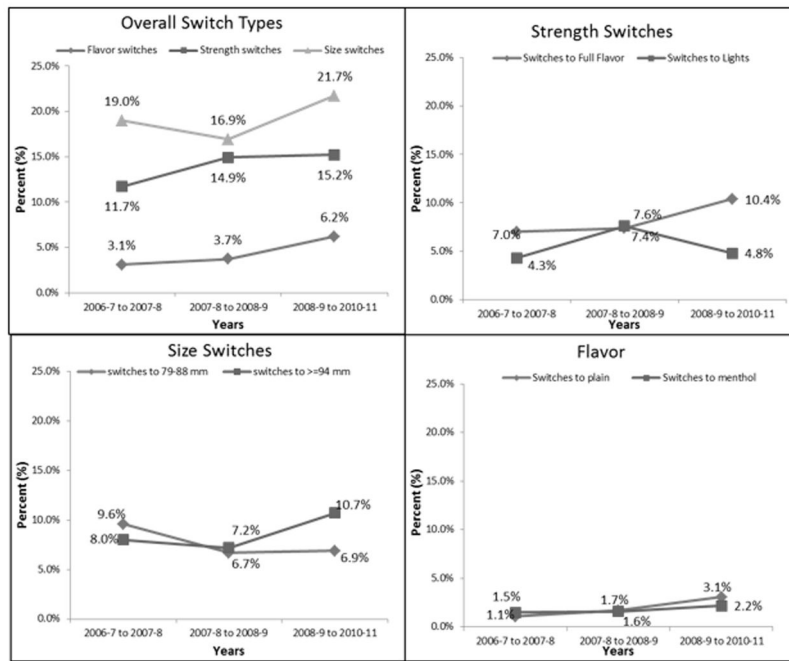 Overall Switch Types
Flavor switches Strength switches Size switches
25.0%
20.0%
15.0%
10.0%
5.0%
0.0%
Percent (%)
19.0%
16.9%
21.7%
11.7%
14.9%
15.2%
3.1%
3.7%
6.2%
2006-7 to 2007-8 2007-8 to 2008-9 2008-9 to 2010-11
Years
Strength Switches
Switches to Full Flavor Switches to Lights
25.0%
20.0%
15.0%
10.0%
5.0%
0.0%
Percent (%)
7.0%
7.4%
10.4%
4.3%
7.6%
4.8%
2006-7 to 2007-8 2007-8 to 2008-9 2008-9 to 2010-11
Years
Size Switches
switches to 79-88 mm switches to >=94 mm
25.0%
20.0%
15.0%
10.0%
5.0%
0.0%
Percent (%)
9.6%
6.7%
6.9%
8.0%
7.2%
10.7%
2006-7 to 2007-8 2007-8 to 2008-9 2008-9 to 2010-11
Years
Flavor
Switches to plain Switches to menthol
25.0%
20.0%
15.0%
10.0%
5.0%
0.0%
Percent (%)
1.5%
1.7%
3.1%
1.1%
1.6%
2.2%
2006-7 to 2007-8 2007-8 to 2008-9 2008-9 to 2010-11
Years